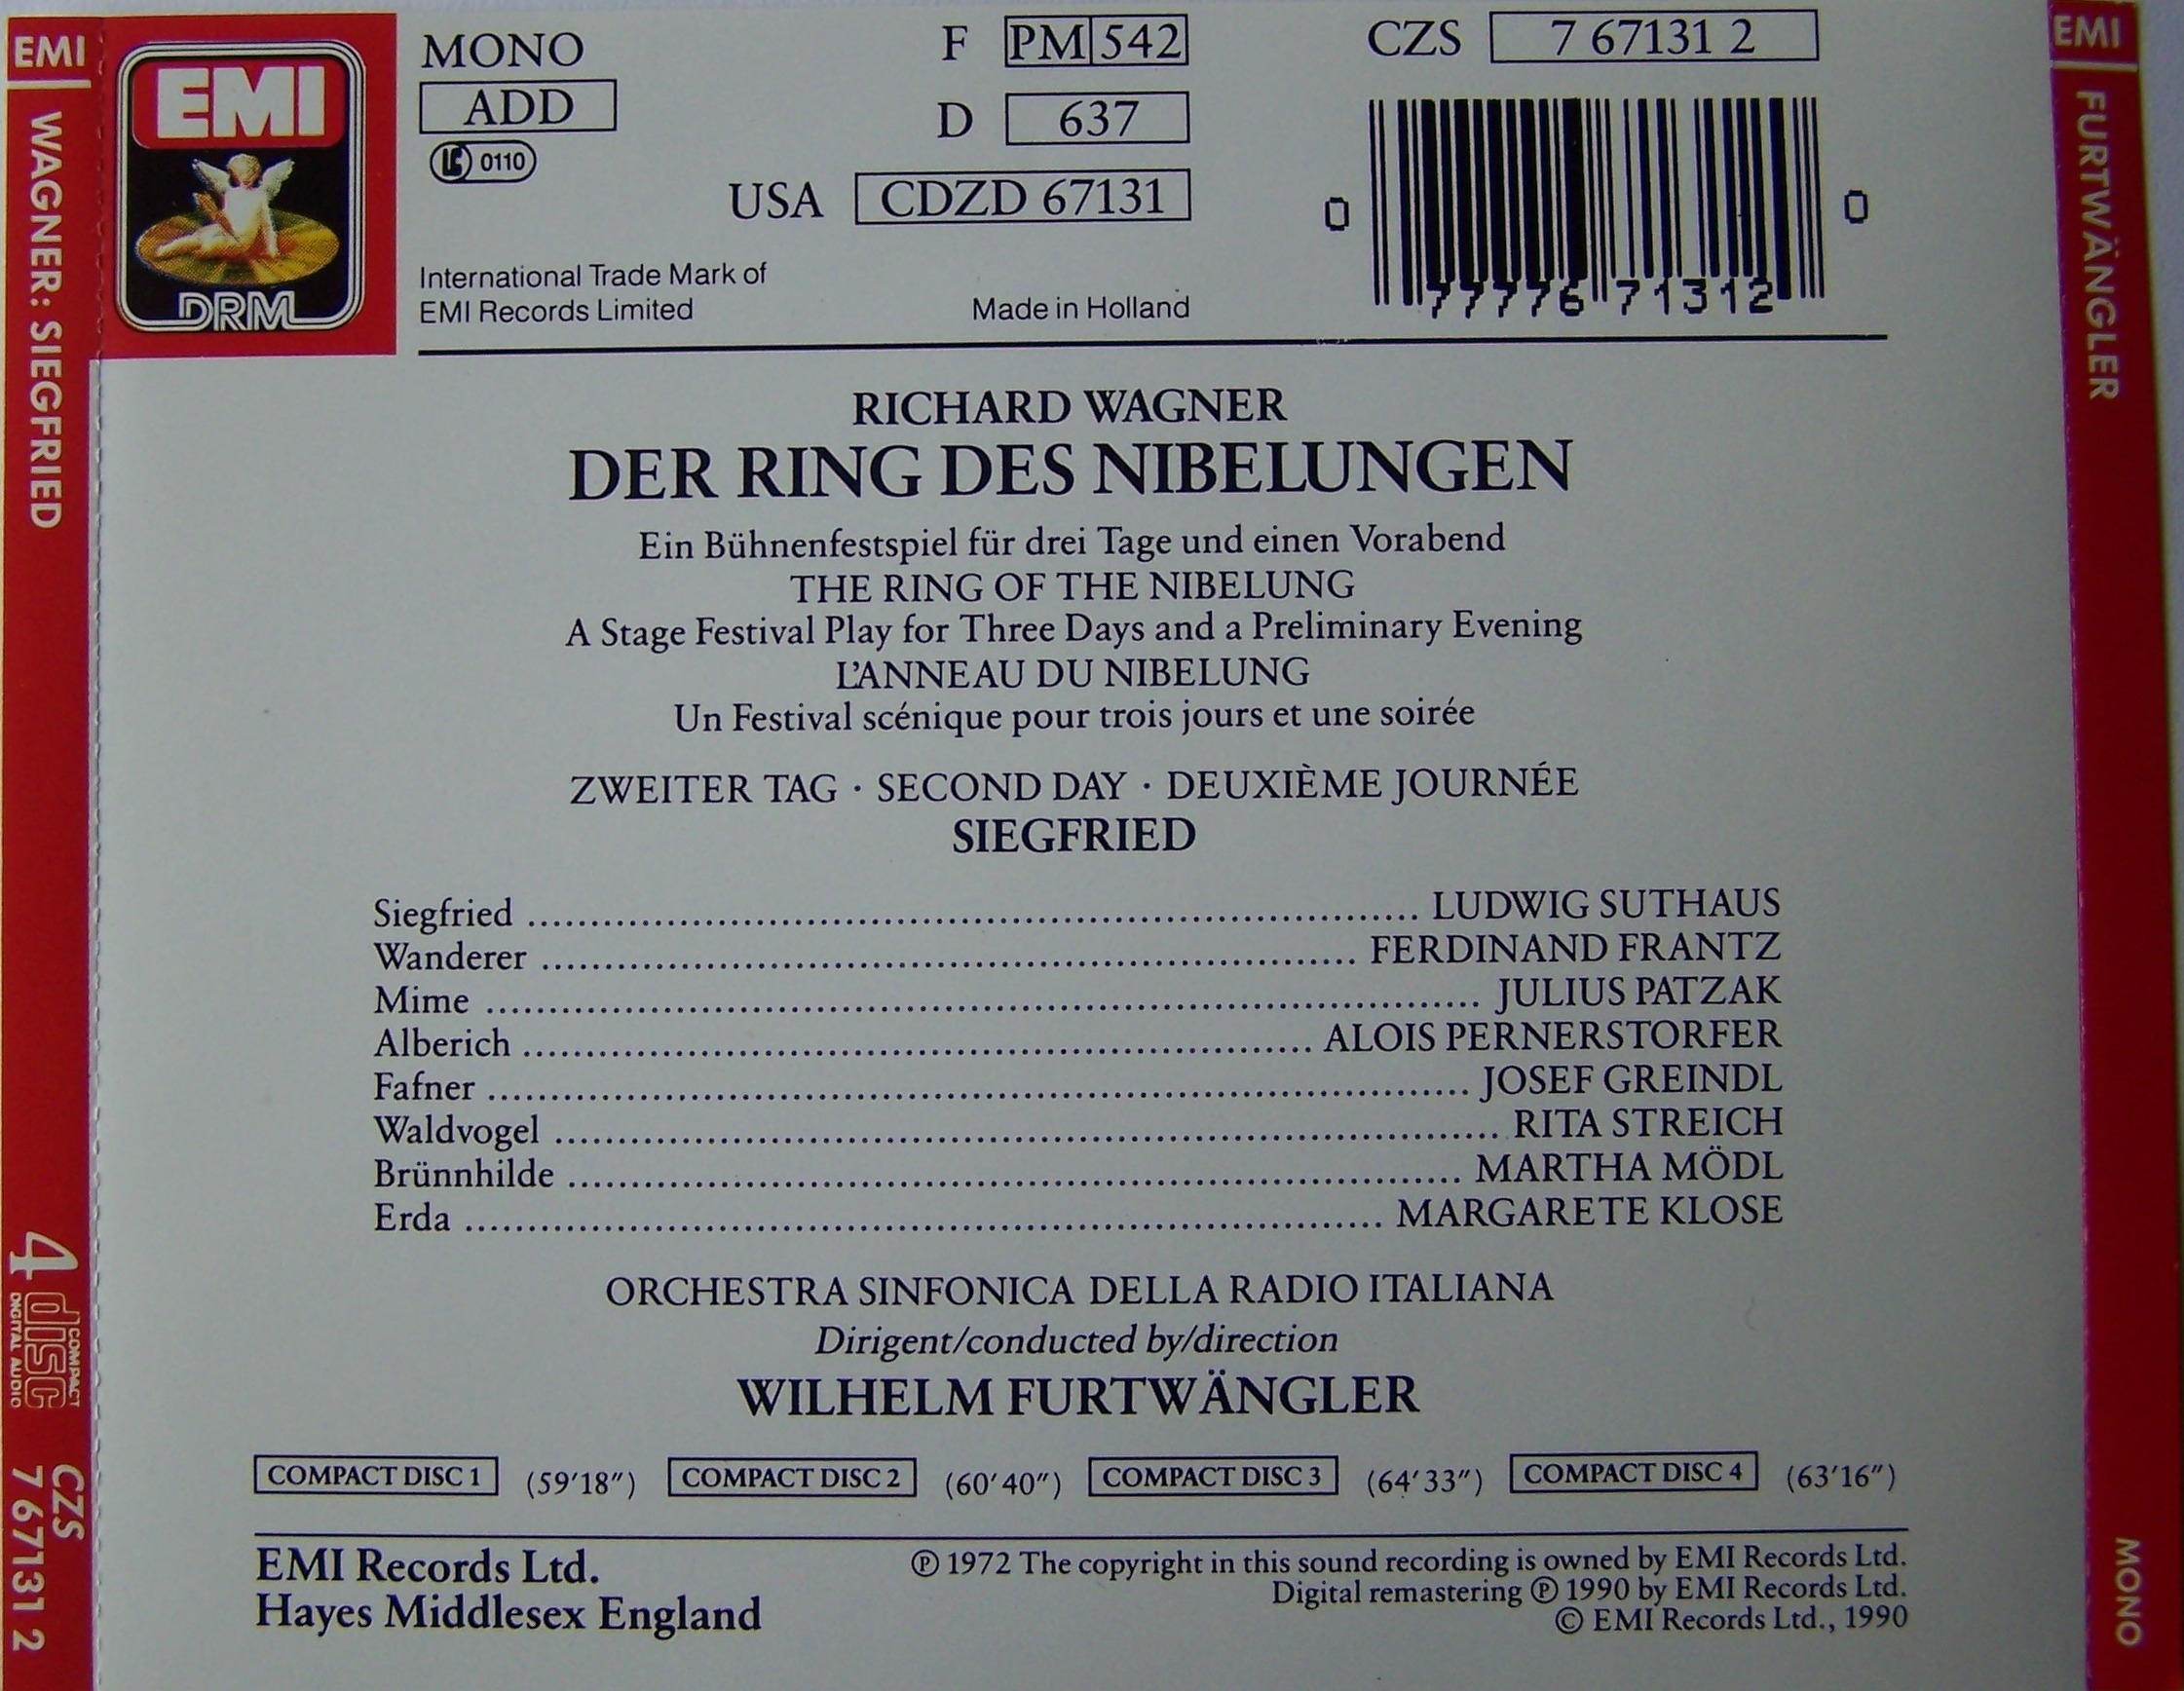 EMI
WAGNER: SIEGFRIED
4
COMPACT
disc
DIGITAL AUDIO
CZS
7 67131 2
EMI
DRM
MONO
ADD
LC 0110
International Trade Mark of
EMI Records Limited
F PM 542
D 637
USA CDZD 67131
Made in Holland
CZS 7 67131 2
0 77776 71312 0
RICHARD WAGNER
DER RING DES NIBELUNGEN
Ein Bühnenfestspiel für drei Tage und einen Vorabend
THE RING OF THE NIBELUNG
A Stage Festival Play for Three Days and a Preliminary Evening
L'ANNEAU DU NIBELUNG
Un Festival scénique pour trois jours et une soirée
ZWEITER TAG · SECOND DAY · DEUXIÈME JOURNÉE
SIEGFRIED
Siegfried ........ LUDWIG SUTHAUS
Wanderer ........ FERDINAND FRANTZ
Mime ........ JULIUS PATZAK
Alberich ........ ALOIS PERNERSTORFER
Fafner ........ JOSEF GREINDL
Waldvogel ........ RITA STREICH
Brünnhilde ........ MARTHA MÖDL
Erda ........ MARGARETE KLOSE
ORCHESTRA SINFONICA DELLA RADIO ITALIANA
Dirigent/conducted by/direction
WILHELM FURTWÄNGLER
COMPACT DISC 1 (59′18″) COMPACT DISC 2 (60′40″) COMPACT DISC 3 (64′33″) COMPACT DISC 4 (63′16″)
EMI Records Ltd.
Hayes Middlesex England
℗ 1972 The copyright in this sound recording is owned by EMI Records Ltd.
Digital remastering ℗ 1990 by EMI Records Ltd.
© EMI Records Ltd., 1990
EMI
FURTWÄNGLER
MONO